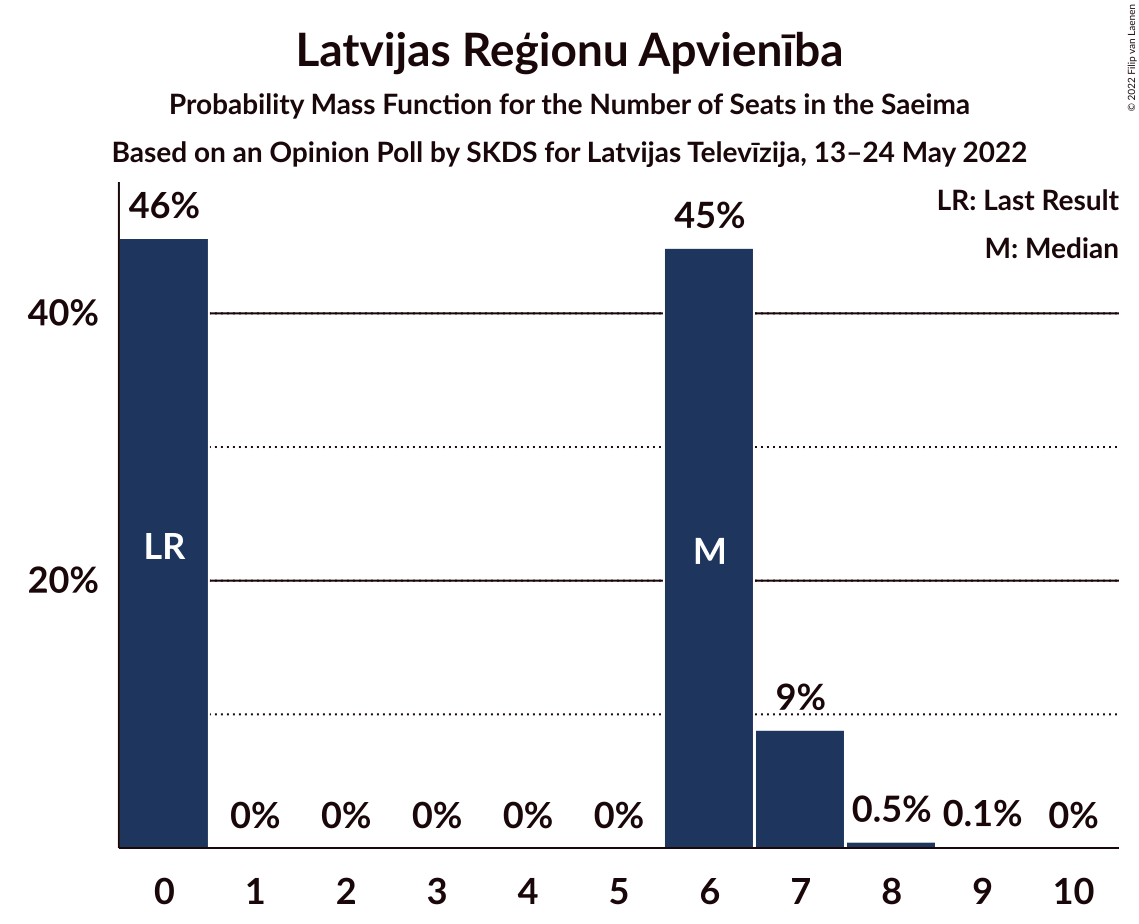 Latvijas Reģionu Apvienība
Probability Mass Function for the Number of Seats in the Saeima
Based on an Opinion Poll by SKDS for Latvijas Televīzija, 13–24 May 2022
© 2022 Filip van Laenen
LR: Last Result
M: Median
46%
45%
40%
LR
M
20%
9%
0%
0%
0%
0%
0%
0.5%
0.1%
0%
0 1 2 3 4 5 6 7 8 9 10